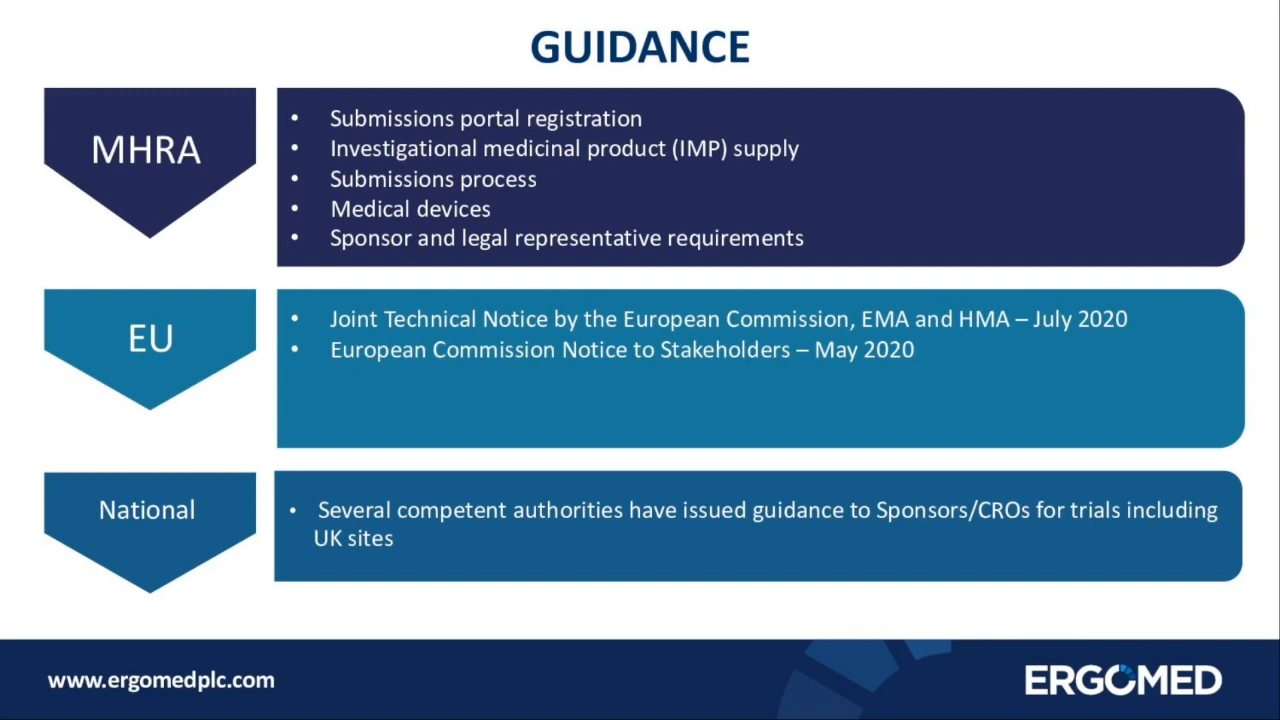 GUIDANCE
MHRA
• Submissions portal registration
• Investigational medicinal product (IMP) supply
• Submissions process
• Medical devices
• Sponsor and legal representative requirements
EU
• Joint Technical Notice by the European Commission, EMA and HMA – July 2020
• European Commission Notice to Stakeholders – May 2020
National
• Several competent authorities have issued guidance to Sponsors/CROs for trials including
UK sites
www.ergomedplc.com
ERGOMED